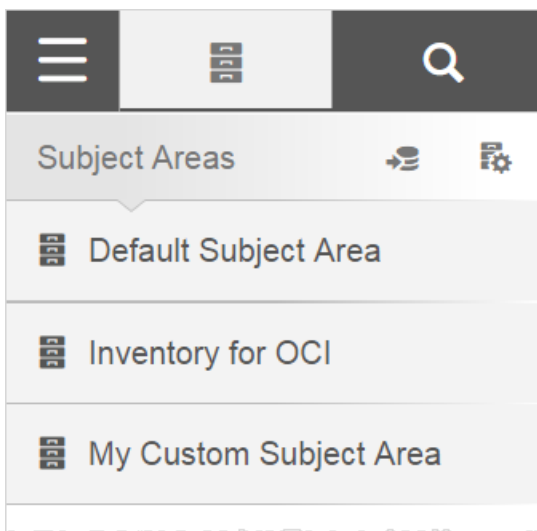 Subject Areas
Default Subject Area
Inventory for OCI
My Custom Subject Area